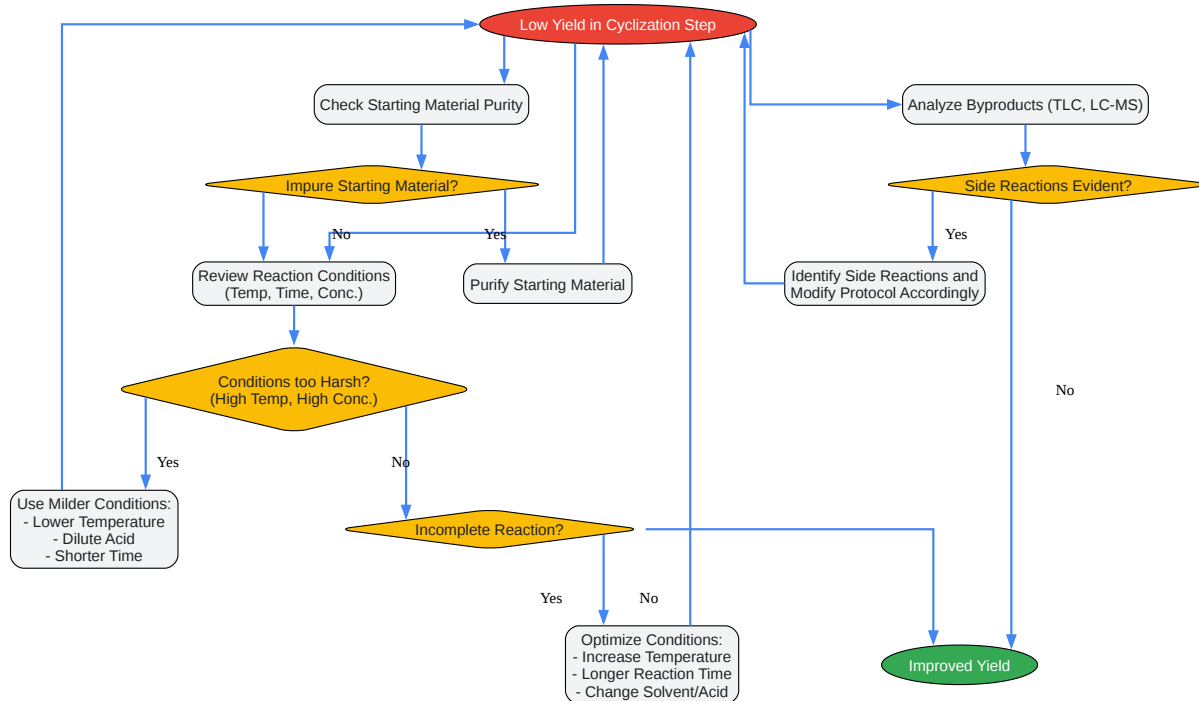 Low Yield in Cyclization Step
Check Starting Material Purity
Analyze Byproducts (TLC, LC-MS)
Impure Starting Material?
Side Reactions Evident?
No
Yes
Yes
Review Reaction Conditions
(Temp, Time, Conc.)
Purify Starting Material
Identify Side Reactions and
Modify Protocol Accordingly
Conditions too Harsh?
(High Temp, High Conc.)
No
Yes
No
Use Milder Conditions:
- Lower Temperature
- Dilute Acid
- Shorter Time
Incomplete Reaction?
Yes
No
Optimize Conditions:
- Increase Temperature
- Longer Reaction Time
- Change Solvent/Acid
Improved Yield